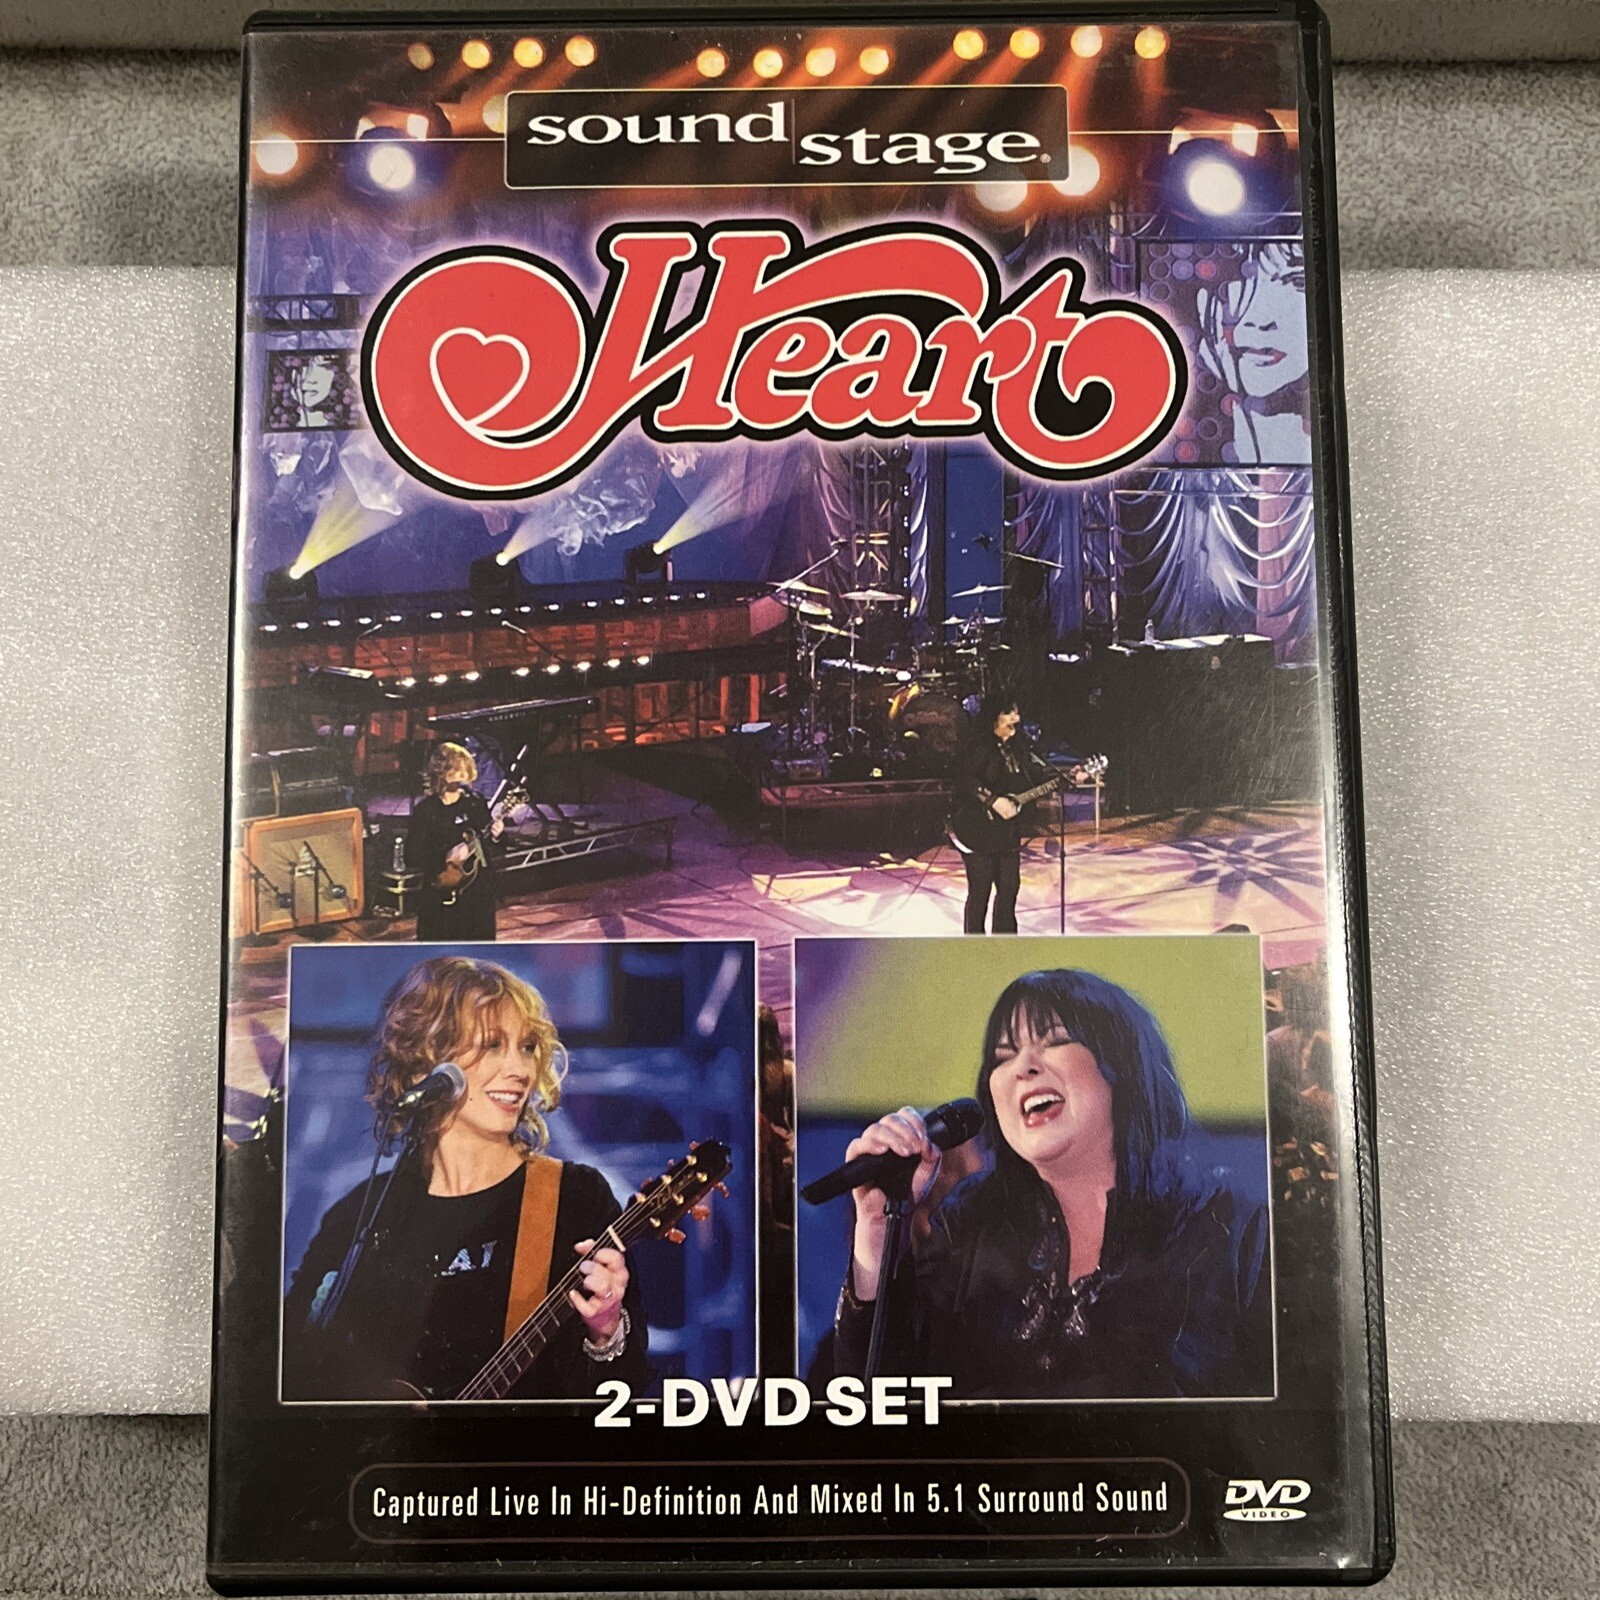 sound stage®
Heart
AI
2-DVD SET
Captured Live In Hi-Definition And Mixed In 5.1 Surround Sound
DVD
VIDEO